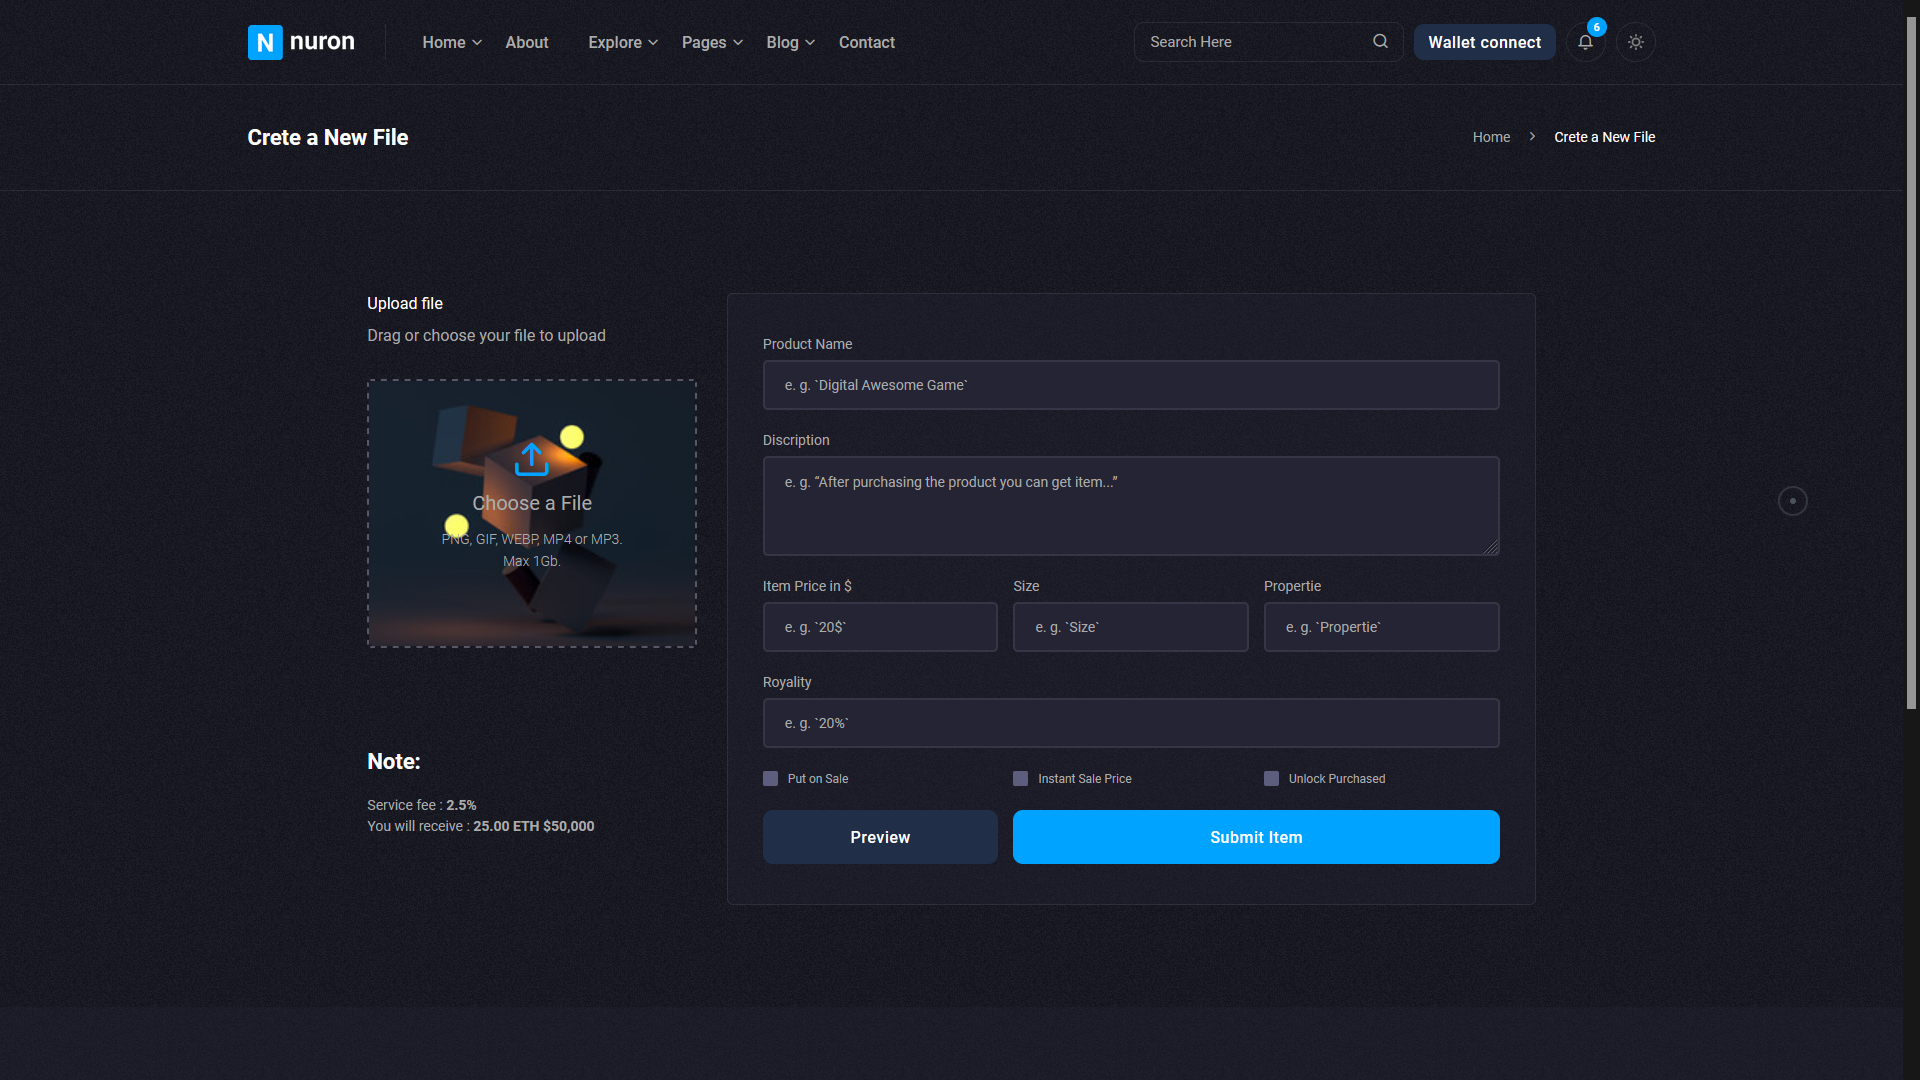 N nuron
Home
About
Explore
Pages
Blog
Contact
Search Here
Wallet connect
6
Crete a New File
Home
Crete a New File
Upload file
Drag or choose your file to upload
Choose a File
PNG, GIF, WEBP, MP4 or MP3.
Max 1Gb.
Note:
Service fee : 2.5%
You will receive : 25.00 ETH $50,000
Product Name
e. g. `Digital Awesome Game`
Discription
e. g. “After purchasing the product you can get item...”
Item Price in $
e. g. `20$`
Size
e. g. `Size`
Propertie
e. g. `Propertie`
Royality
e. g. `20%`
Put on Sale
Instant Sale Price
Unlock Purchased
Preview
Submit Item